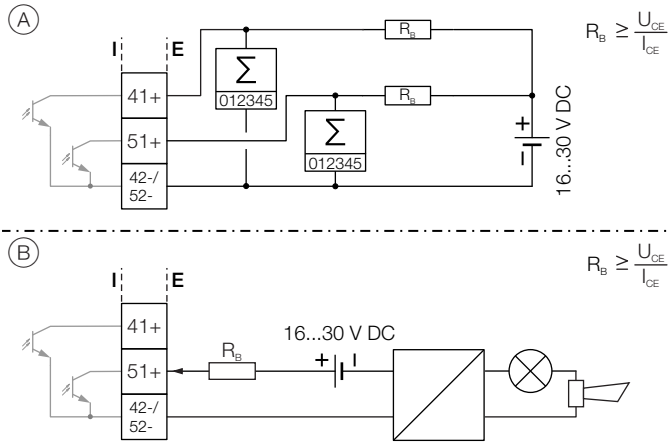 A
I E
R_B
R_B ≥ U_CE / I_CE
Σ
012345
41+
R_B
51+
Σ
012345
+
−
16...30 V DC
42-/
52-
B
I E
R_B ≥ U_CE / I_CE
41+
16...30 V DC
R_B
+ −
51+
42-/
52-